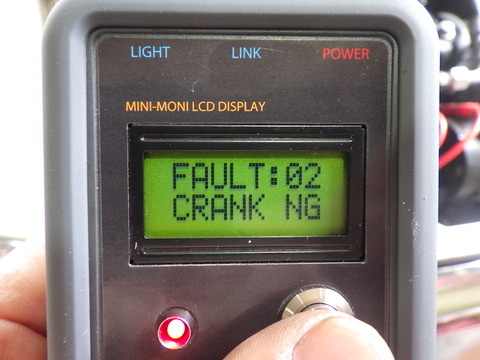 LIGHT LINK POWER
MINI-MONI LCD DISPLAY
FAULT:02
CRANK NG